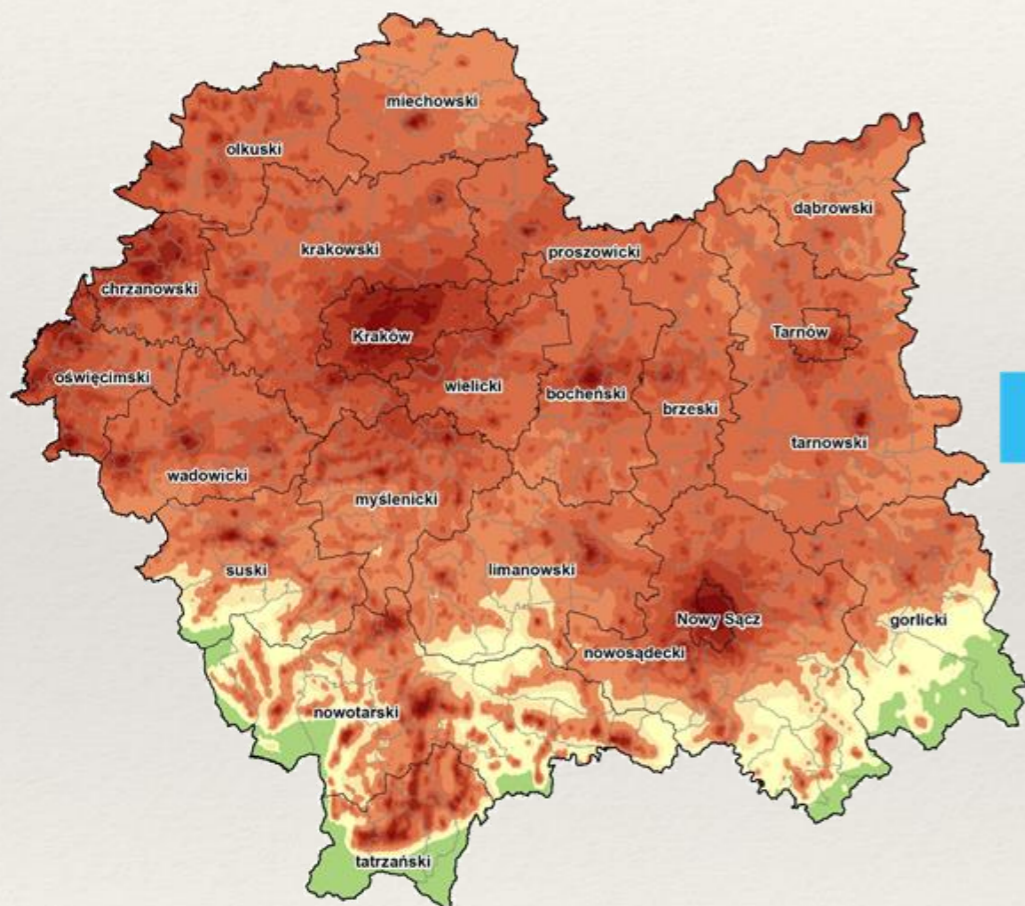 miechowski
olkuski
dąbrowski
krakowski
proszowicki
chrzanowski
Kraków
Tarnów
oświęcimski
wielicki
bocheński
brzeski
tarnowski
wadowicki
myślenicki
suski
limanowski
Nowy Sącz
gorlicki
nowosądecki
nowotarski
tatrzański